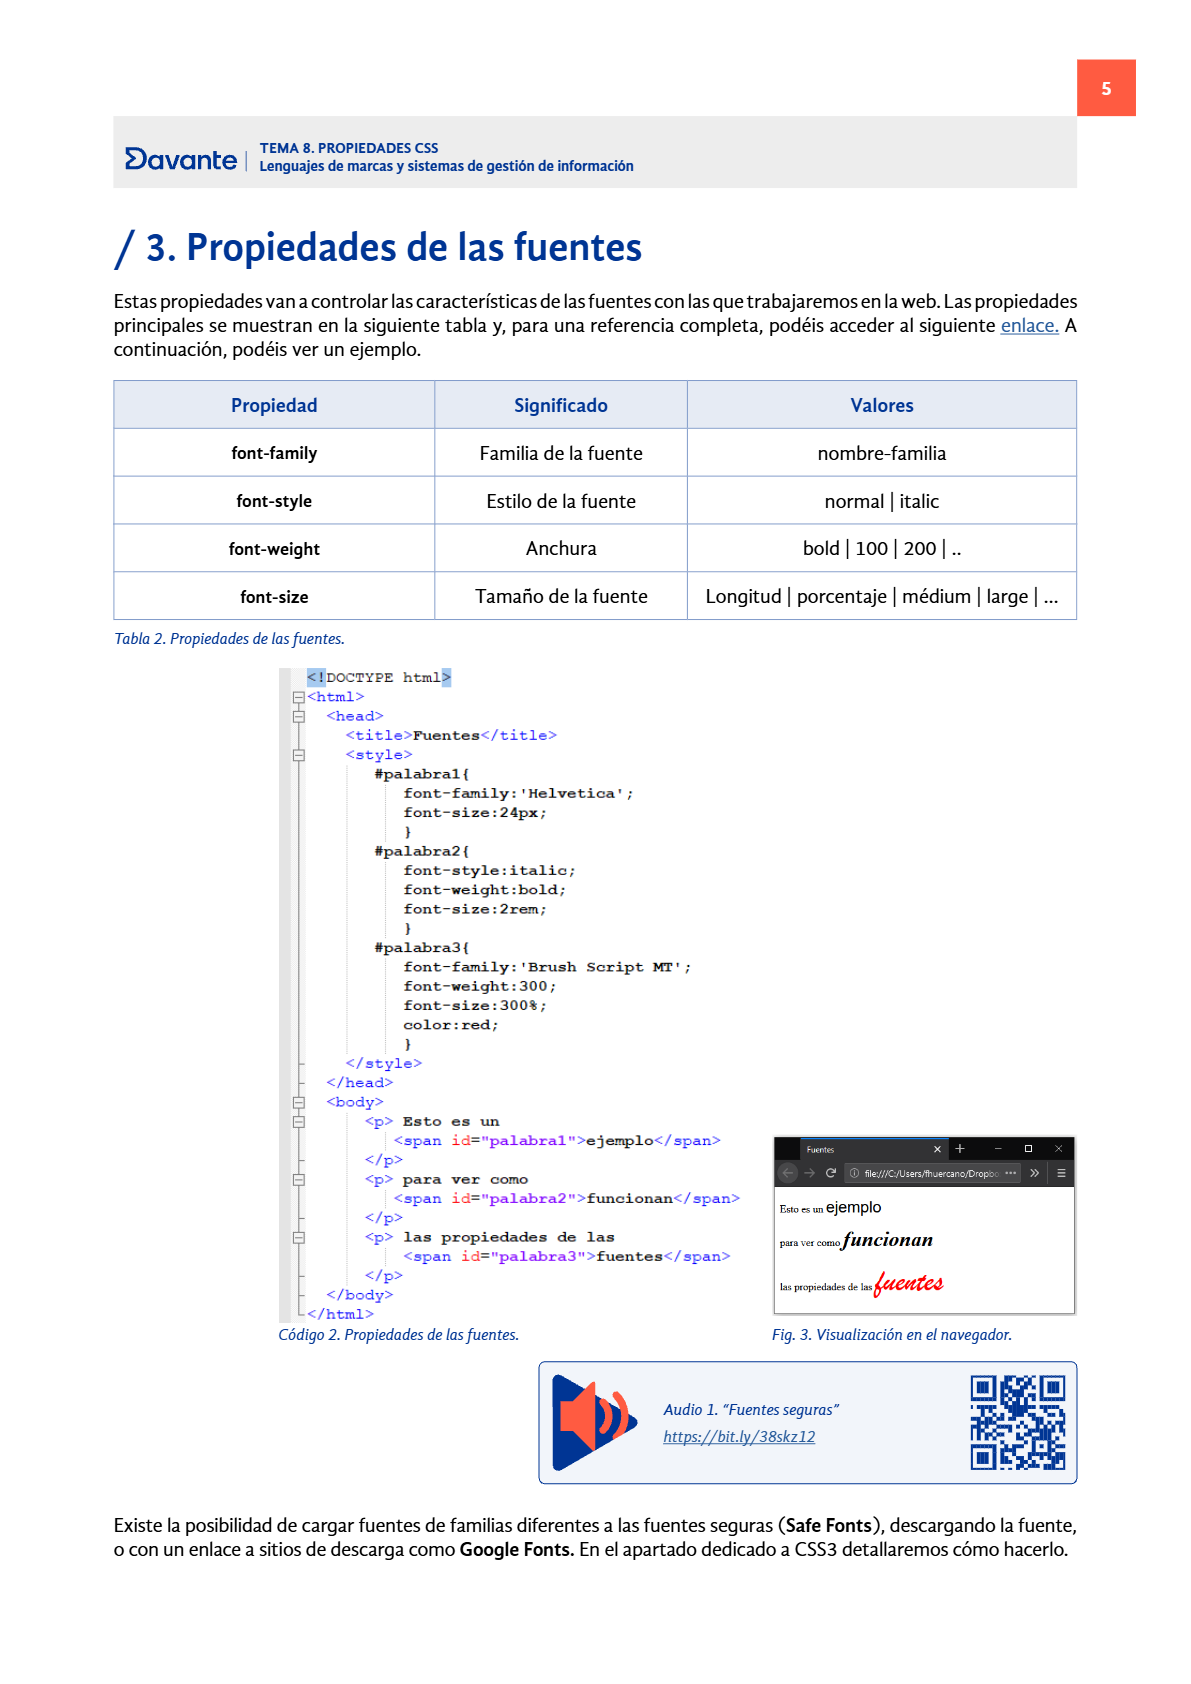 5
Davante
TEMA 8. PROPIEDADES CSS
Lenguajes de marcas y sistemas de gestión de información
/ 3. Propiedades de las fuentes
Estas propiedades van a controlar las características de las fuentes con las que trabajaremos en la web. Las propiedades
principales se muestran en la siguiente tabla y, para una referencia completa, podéis acceder al siguiente enlace. A
continuación, podéis ver un ejemplo.
Propiedad Significado Valores
font-family Familia de la fuente nombre-familia
font-style Estilo de la fuente normal | italic
font-weight Anchura bold | 100 | 200 | ..
font-size Tamaño de la fuente Longitud | porcentaje | médium | large | ...
Tabla 2. Propiedades de las fuentes.
<!DOCTYPE html>
<html>
<head>
<title>Fuentes</title>
<style>
#palabra1{
font-family:'Helvetica';
font-size:24px;
}
#palabra2{
font-style:italic;
font-weight:bold;
font-size:2rem;
}
#palabra3{
font-family:'Brush Script MT';
font-weight:300;
font-size:300%;
color:red;
}
</style>
</head>
<body>
<p> Esto es un
<span id="palabra1">ejemplo</span>
</p>
<p> para ver como
<span id="palabra2">funcionan</span>
</p>
<p> las propiedades de las
<span id="palabra3">fuentes</span>
</p>
</body>
</html>
Código 2. Propiedades de las fuentes.
Fuentes
file:///C:/Users/fhuercano/Dropbo
Esto es un ejemplo
para ver como funcionan
las propiedades de las fuentes
Fig. 3. Visualización en el navegador.
Audio 1. “Fuentes seguras”
https://bit.ly/38skz12
Existe la posibilidad de cargar fuentes de familias diferentes a las fuentes seguras (Safe Fonts), descargando la fuente,
o con un enlace a sitios de descarga como Google Fonts. En el apartado dedicado a CSS3 detallaremos cómo hacerlo.